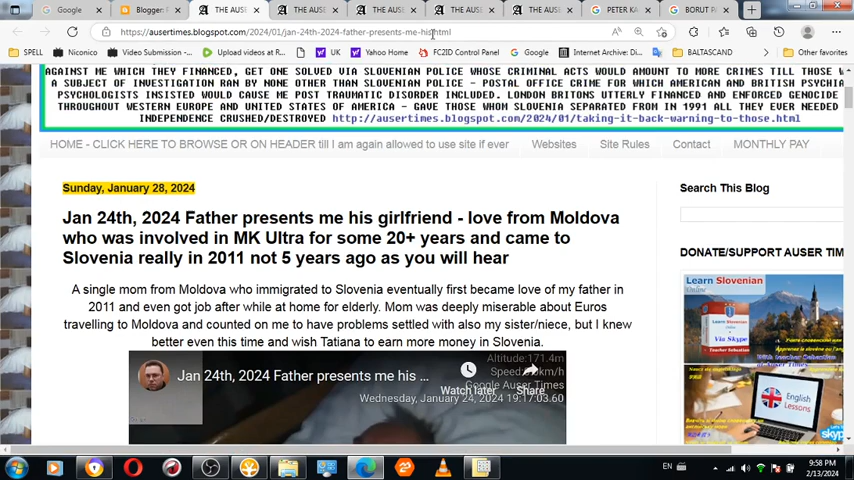 Google
Blogger: P
THE AUSE
THE AUSE
THE AUSE
THE AUSE
THE AUSE
PETER KA
BORUT PA
https://ausertimes.blogspot.com/2024/01/jan-24th-2024-father-presents-me-his.html
SPELL
Niconico
Video Submission -...
Upload videos at R...
UK
Yahoo Home
FC2ID Control Panel
Google
Internet Archive: Di...
BALTASCAND
Other favorites
AGAINST ME WHICH THEY FINANCED, GET ONE SOLVED VIA SLOVENIAN POLICE WHOSE CRIMINAL ACTS WOULD AMOUNT TO MORE CRIMES TILL THOSE W
A SUBJECT OF INVESTIGATION RAN BY NONE OTHER THAN SLOVENIAN POLICE - POSTAL OFFICE CRIME FOR WHICH AMERICAN AND BRITISH PSYCHIA
PSYCHOLOGISTS INSISTED WOULD CAUSE ME POST TRAUMATIC DISORDER INCLUDED. LONDON BRITONS UTTERLY FINANCED AND ENFORCED GENOCIDE
THROUGHOUT WESTERN EUROPE AND UNITED STATES OF AMERICA - GAVE THOSE WHOM SLOVENIA SEPARATED FROM IN 1991 ALL THEY EVER NEEDED
INDEPENDENCE CRUSHED/DESTROYED http://ausertimes.blogspot.com/2024/01/taking-it-back-warning-to-those.html
HOME - CLICK HERE TO BROWSE OR ON HEADER till I am again allowed to use site if ever
Websites
Site Rules
Contact
MONTHLY PAY
Sunday, January 28, 2024
Jan 24th, 2024 Father presents me his girlfriend - love from Moldova
who was involved in MK Ultra for some 20+ years and came to
Slovenia really in 2011 not 5 years ago as you will hear
A single mom from Moldova who immigrated to Slovenia eventually first became love of my father in
2011 and even got job after while at home for elderly. Mom was deeply miserable about Euros
travelling to Moldova and counted on me to have problems settled with also my sister/niece, but I knew
better even this time and wish Tatiana to earn more money in Slovenia.
Jan 24th, 2024 Father presents me his ...
Watch later
Share
Altitude:171.4m
Google Auser Times
Wednesday, January 24, 2024 19:17:03.60
Search This Blog
DONATE/SUPPORT AUSER TIMES
Learn Slovenian
Online
Via Skype
English
Lessons
EN
9:58 PM
2/13/2024